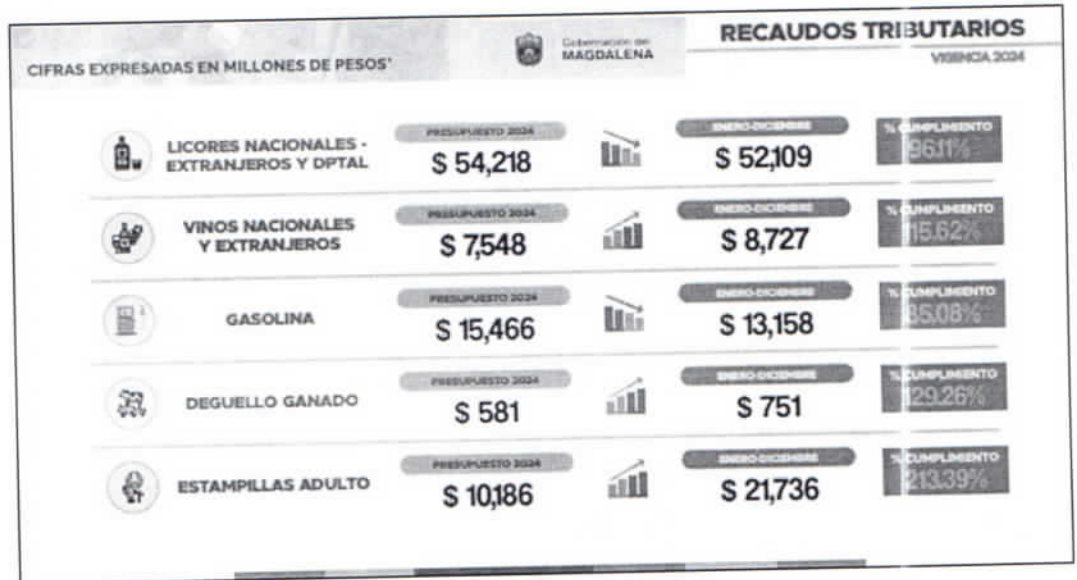 RECAUDOS TRIBUTARIOS
Gobernación del
MAGDALENA
VIGENCIA 2024
CIFRAS EXPRESADAS EN MILLONES DE PESOS*
LICORES NACIONALES -
EXTRANJEROS Y DPTAL
PRESUPUESTO 2024
$ 54,218
ENERO-DICIEMBRE
$ 52,109
% CUMPLIMIENTO
96.11%
VINOS NACIONALES
Y EXTRANJEROS
PRESUPUESTO 2024
$ 7,548
ENERO-DICIEMBRE
$ 8,727
% CUMPLIMIENTO
115.62%
GASOLINA
PRESUPUESTO 2024
$ 15,466
ENERO-DICIEMBRE
$ 13,158
% CUMPLIMIENTO
85.08%
DEGUELLO GANADO
PRESUPUESTO 2024
$ 581
ENERO-DICIEMBRE
$ 751
% CUMPLIMIENTO
129.26%
ESTAMPILLAS ADULTO
PRESUPUESTO 2024
$ 10,186
ENERO-DICIEMBRE
$ 21,736
% CUMPLIMIENTO
213.39%